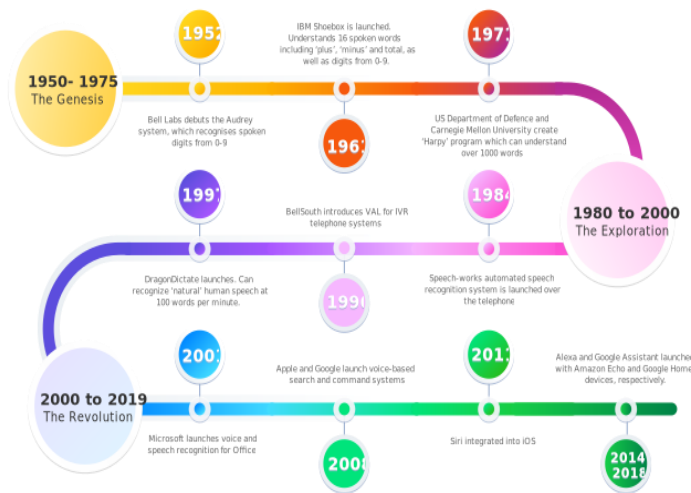 1950- 1975
The Genesis
1952
Bell Labs debuts the Audrey
system, which recognises spoken
digits from 0-9
IBM Shoebox is launched.
Understands 16 spoken words
including 'plus', 'minus' and total, as
well as digits from 0-9.
US Department of Defence and
Carnegie Mellon University create
'Harpy' program which can understand
over 1000 words
1980 to 2000
The Exploration
1984
Speech-works automated speech
recognition system is launched over
the telephone
BellSouth introduces VAL for IVR
telephone systems
1996
DragonDictate launches. Can
recognize 'natural' human speech at
100 words per minute.
2000 to 2019
The Revolution
Microsoft launches voice and
speech recognition for Office
Apple and Google launch voice-based
search and command systems
2008
Siri integrated into iOS
Alexa and Google Assistant launched
with Amazon Echo and Google Home
devices, respectively.
2014
2018